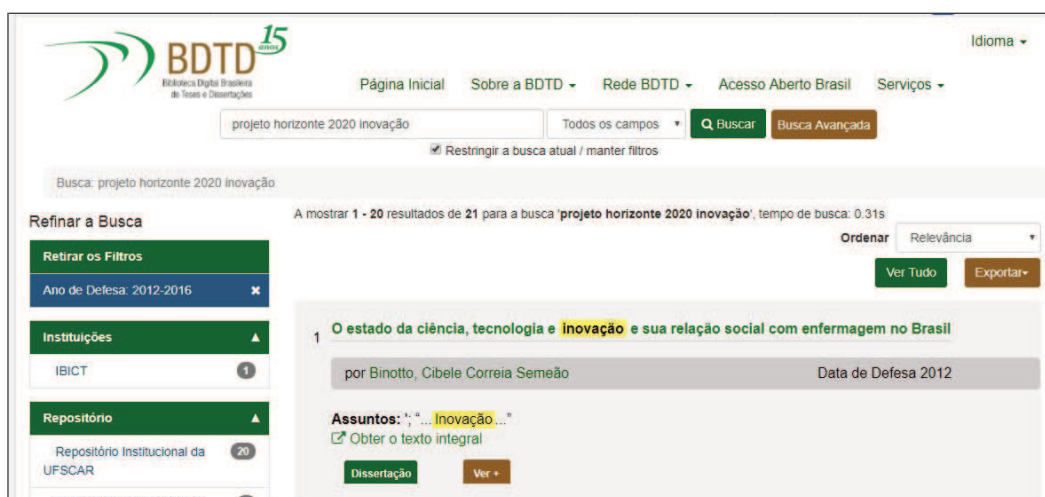 BDTD 15 anos
Biblioteca Digital Brasileira
de Teses e Dissertações
Idioma
Página Inicial Sobre a BDTD Rede BDTD Acesso Aberto Brasil Serviços
projeto horizonte 2020 inovação Todos os campos Buscar Busca Avançada
Restringir a busca atual / manter filtros
Busca: projeto horizonte 2020 inovação
Refinar a Busca
A mostrar 1 - 20 resultados de 21 para a busca 'projeto horizonte 2020 inovação', tempo de busca: 0.31s
Ordenar Relevância
Retirar os Filtros
Ver Tudo Exportar
Ano de Defesa: 2012-2016 ×
Instituições
1 O estado da ciência, tecnologia e inovação e sua relação social com enfermagem no Brasil
IBICT 1
por Binotto, Cibele Correia Semeão Data de Defesa 2012
Repositório
Assuntos: '; "... Inovação ..."
Obter o texto integral
Repositório Institucional da 20
UFSCAR
Dissertação Ver +